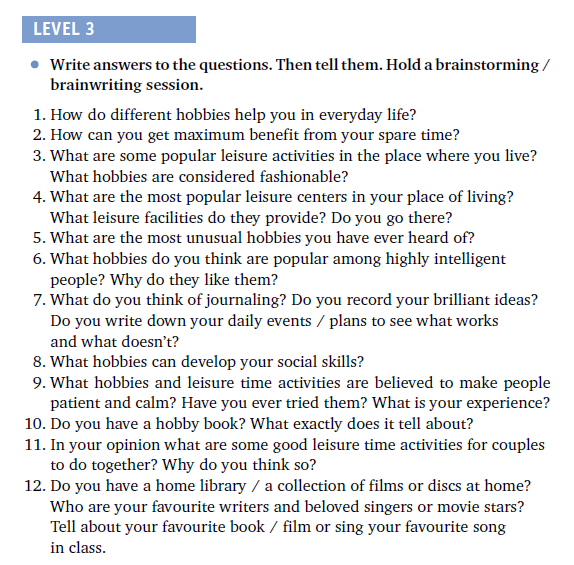 LEVEL 3
Write answers to the questions. Then tell them. Hold a brainstorming /
brainwriting session.
1. How do different hobbies help you in everyday life?
2. How can you get maximum benefit from your spare time?
3. What are some popular leisure activities in the place where you live?
What hobbies are considered fashionable?
4. What are the most popular leisure centers in your place of living?
What leisure facilities do they provide? Do you go there?
5. What are the most unusual hobbies you have ever heard of?
6. What hobbies do you think are popular among highly intelligent
people? Why do they like them?
7. What do you think of journaling? Do you record your brilliant ideas?
Do you write down your daily events / plans to see what works
and what doesn't?
8. What hobbies can develop your social skills?
9. What hobbies and leisure time activities are believed to make people
patient and calm? Have you ever tried them? What is your experience?
10. Do you have a hobby book? What exactly does it tell about?
11. In your opinion what are some good leisure time activities for couples
to do together? Why do you think so?
12. Do you have a home library / a collection of films or discs at home?
Who are your favourite writers and beloved singers or movie stars?
Tell about your favourite book / film or sing your favourite song
in class.